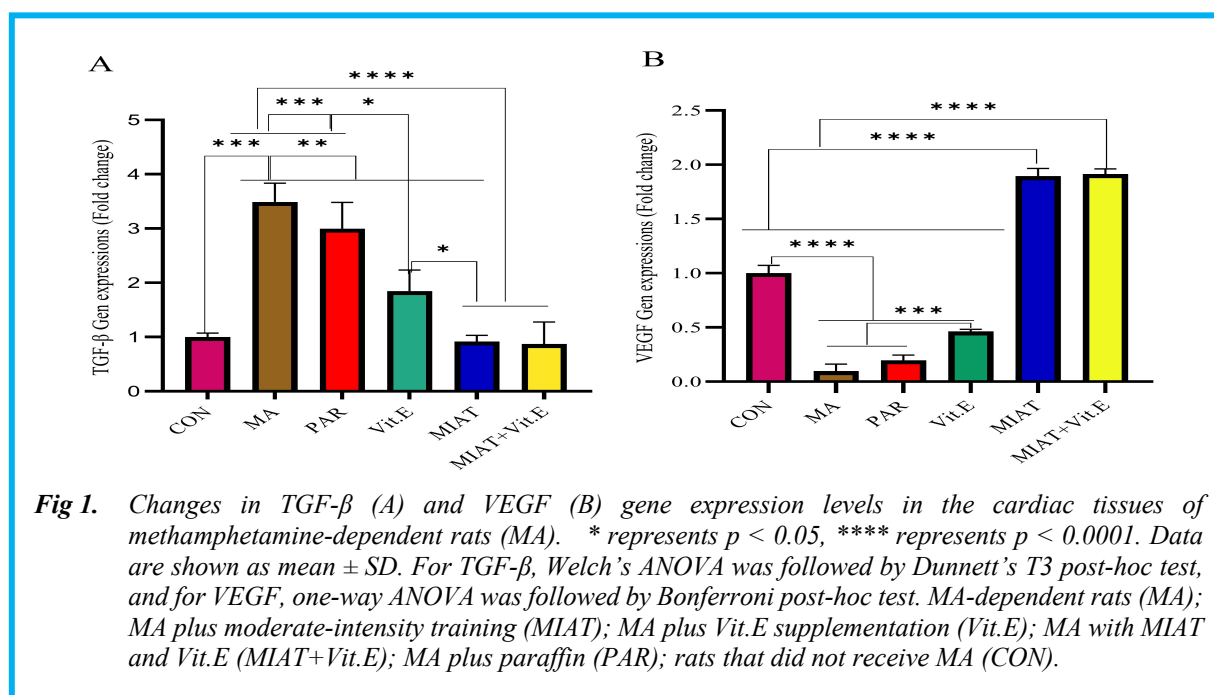 A
B
****
*** *
*** **
*
TGF-β Gen expressions (Fold change)
5
4
3
2
1
0
CON MA PAR Vit.E MIAT MIAT+Vit.E
****
****
****
***
VEGF Gen expressions (Fold change)
2.5
2.0
1.5
1.0
0.5
0.0
CON MA PAR Vit.E MIAT MIAT+Vit.E
Fig 1. Changes in TGF-β (A) and VEGF (B) gene expression levels in the cardiac tissues of
methamphetamine-dependent rats (MA). * represents p < 0.05, **** represents p < 0.0001. Data
are shown as mean ± SD. For TGF-β, Welch's ANOVA was followed by Dunnett's T3 post-hoc test,
and for VEGF, one-way ANOVA was followed by Bonferroni post-hoc test. MA-dependent rats (MA);
MA plus moderate-intensity training (MIAT); MA plus Vit.E supplementation (Vit.E); MA with MIAT
and Vit.E (MIAT+Vit.E); MA plus paraffin (PAR); rats that did not receive MA (CON).